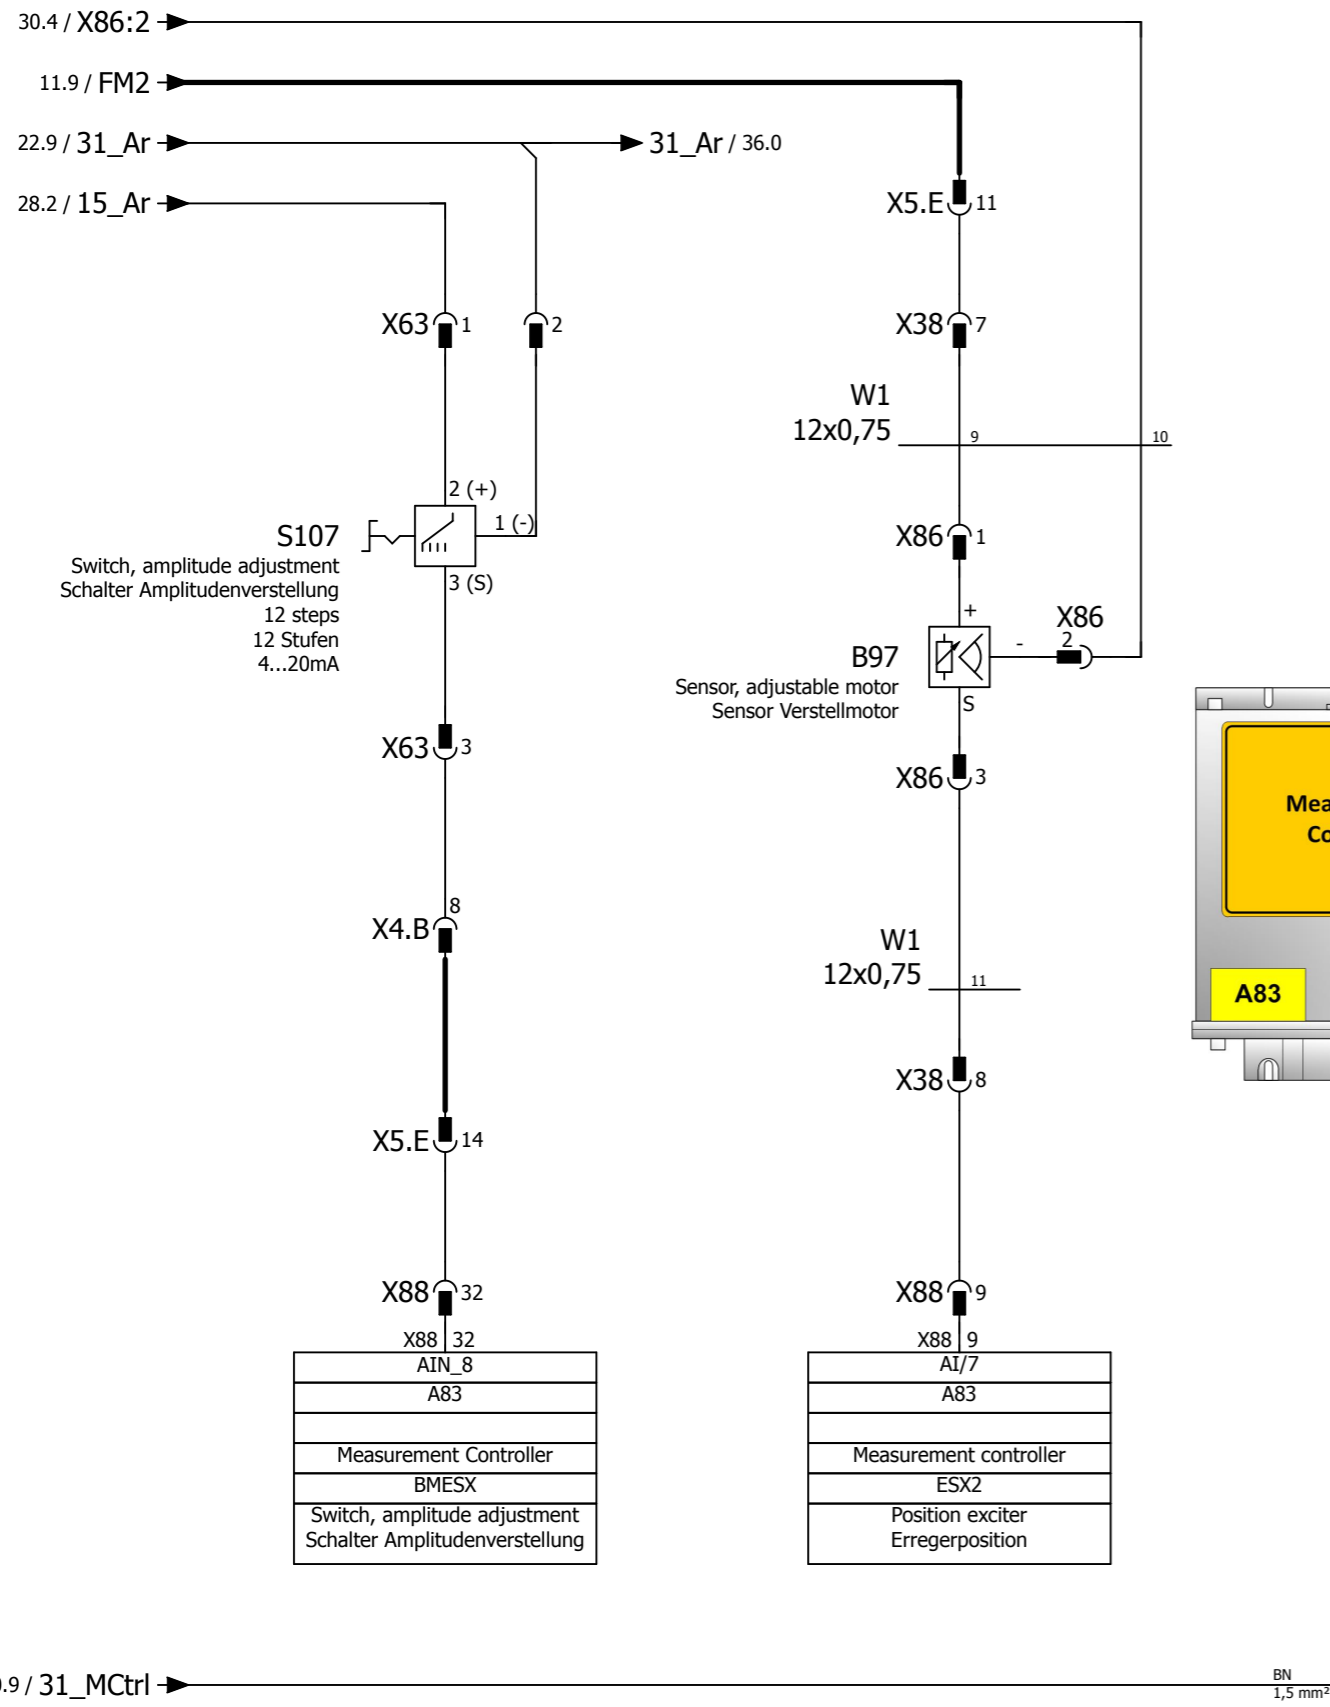 30.4 / X86:2
11.9 / FM2
22.9 / 31_Ar
31_Ar / 36.0
28.2 / 15_Ar
X5.E 11
X63 1
2
X38 7
W1
12x0,75
9
10
2 (+)
1 (-)
3 (S)
S107
Switch, amplitude adjustment
Schalter Amplitudenverstellung
12 steps
12 Stufen
4...20mA
X86 1
+
X86
2
-
B97
Sensor, adjustable motor
Sensor Verstellmotor
S
X63 3
X86 3
Mea
Co
A83
X4.B 8
W1
12x0,75
11
X38 8
X5.E 14
X88 32
X88 32
AIN_8
A83
Measurement Controller
BMESX
Switch, amplitude adjustment
Schalter Amplitudenverstellung
X88 9
X88 9
AI/7
A83
Measurement controller
ESX2
Position exciter
Erregerposition
.9 / 31_MCtrl
BN
1,5 mm²